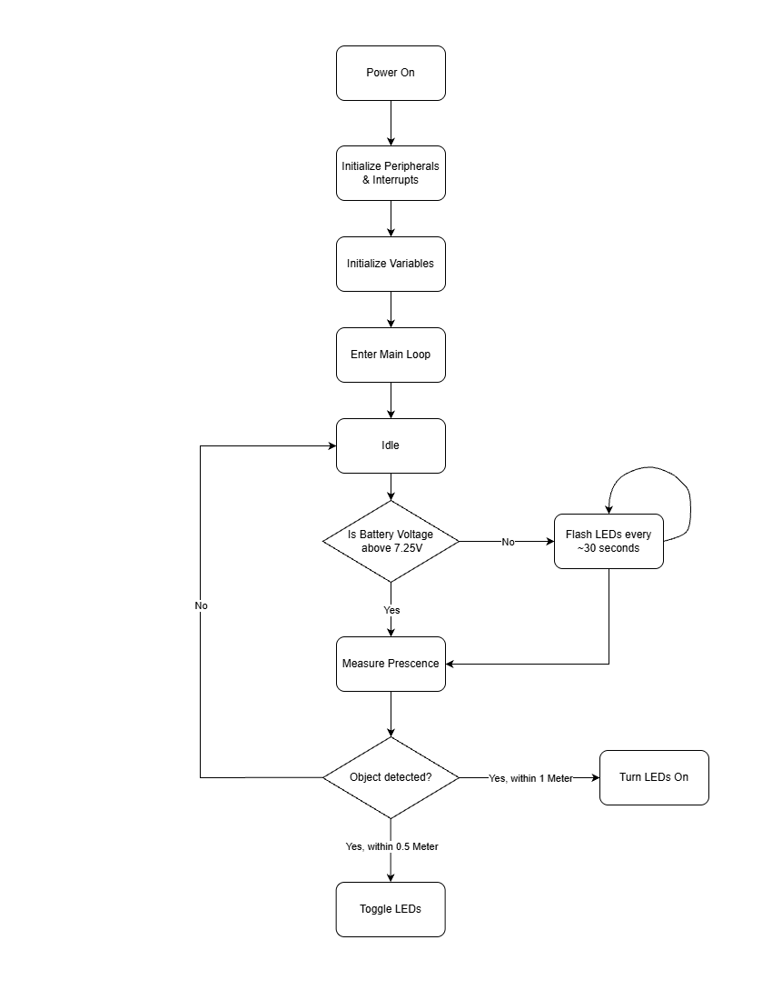 Power On
Initialize Peripherals
& Interrupts
Initialize Variables
Enter Main Loop
Idle
Is Battery Voltage
above 7.25V
No
Flash LEDs every
~30 seconds
No
Yes
Measure Prescence
Object detected?
Yes, within 1 Meter
Turn LEDs On
Yes, within 0.5 Meter
Toggle LEDs